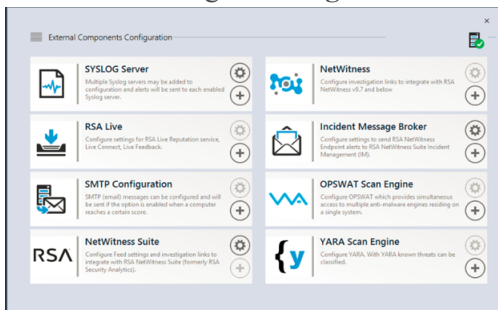 External Components Configuration
SYSLOG Server
Multiple Syslog servers may be added to
configuration and alerts will be sent to each enabled
Syslog server.
NetWitness
Configure investigation links to integrate with RSA
NetWitness v9.7 and below
RSA Live
Configure settings for RSA Live Reputation service,
Live Connect, Live Feedback.
Incident Message Broker
Configure settings to send RSA NetWitness
Endpoint alerts to RSA NetWitness Suite Incident
Management (IM).
SMTP Configuration
SMTP (email) messages can be configured and will
be sent if the option is enabled when a computer
reaches a certain score.
OPSWAT Scan Engine
Configure OPSWAT which provides simultaneous
access to multiple anti-malware engines residing on
a single system.
RSA
NetWitness Suite
Configure Feed settings and investigation links to
integrate with RSA NetWitness Suite (formerly RSA
Security Analytics).
{y
YARA Scan Engine
Configure YARA. With YARA known threats can be
classified.